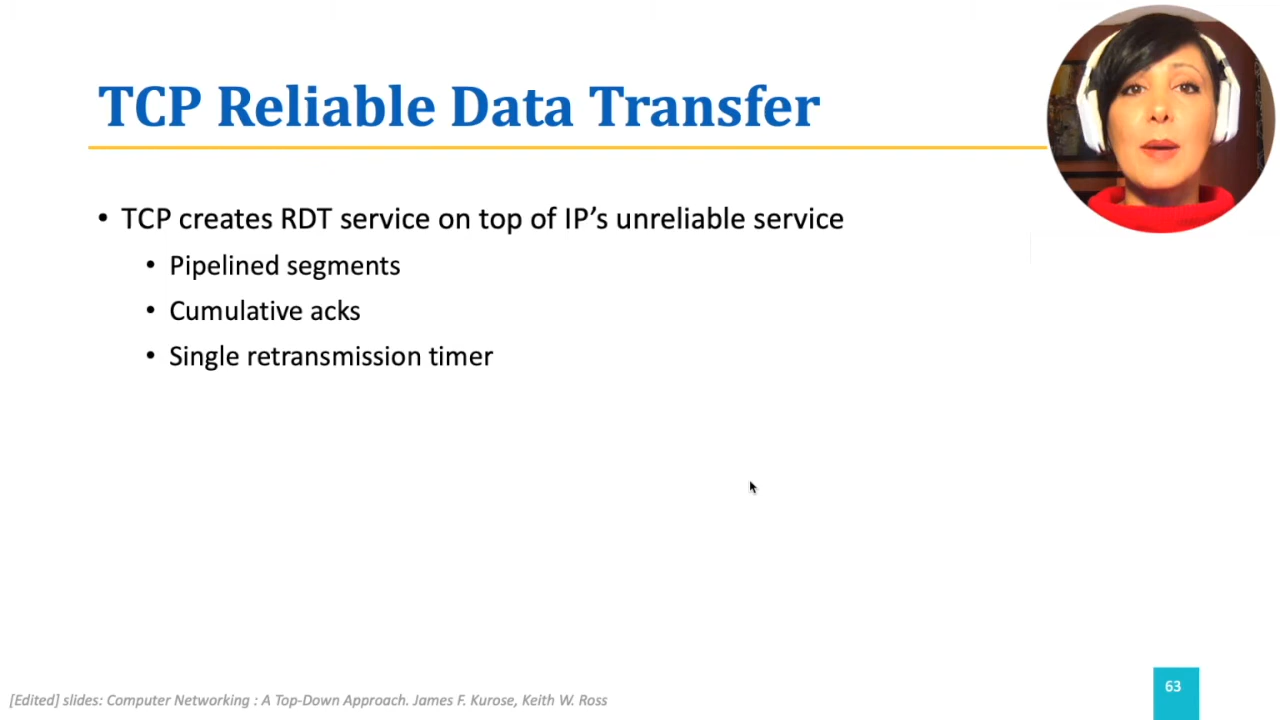 TCP Reliable Data Transfer
• TCP creates RDT service on top of IP’s unreliable service
• Pipelined segments
• Cumulative acks
• Single retransmission timer
[Edited] slides: Computer Networking : A Top-Down Approach. James F. Kurose, Keith W. Ross
63